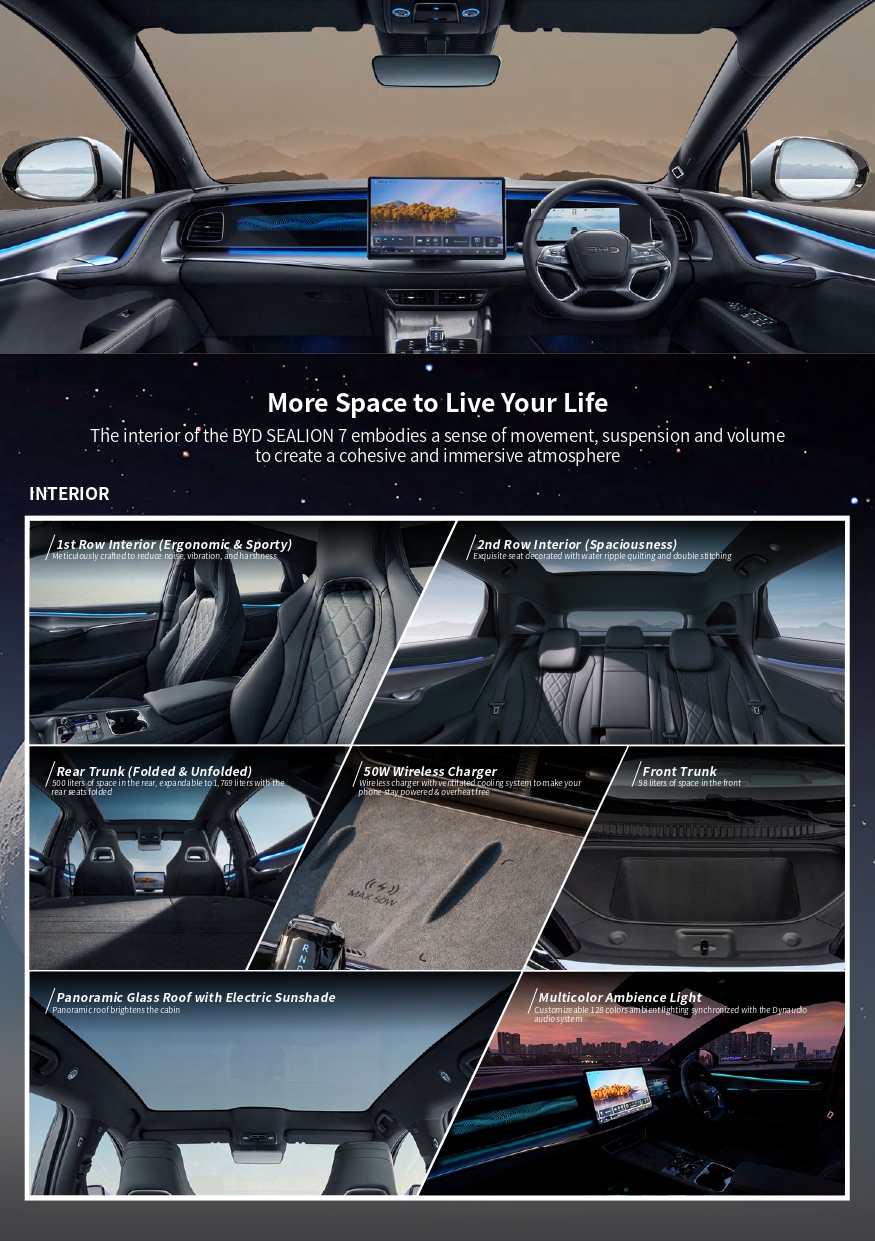 BYD
More Space to Live Your Life
The interior of the BYD SEALION 7 embodies a sense of movement, suspension and volume
to create a cohesive and immersive atmosphere
INTERIOR
1st Row Interior (Ergonomic & Sporty)
Meticulously crafted to reduce noise, vibration, and harshness
2nd Row Interior (Spaciousness)
Exquisite seat decorated with water ripple quilting and double stitching
Rear Trunk (Folded & Unfolded)
500 liters of space in the rear, expandable to 1,769 liters with the
rear seats folded
50W Wireless Charger
Wireless charger with ventilated cooling system to make your
phone stay powered & overheat free
MAX 50W
R
N
D
Front Trunk
58 liters of space in the front
Panoramic Glass Roof with Electric Sunshade
Panoramic roof brightens the cabin
Multicolor Ambience Light
Customizeable 128 colors ambient lighting synchronized with the Dynaudio
audio system